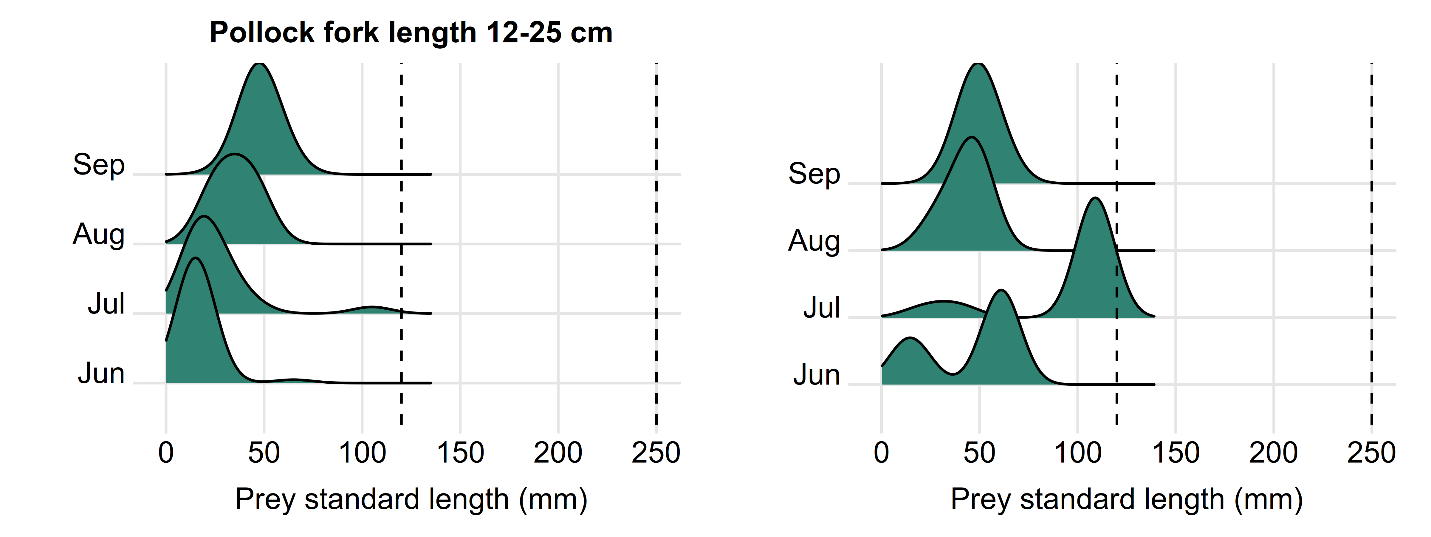 Pollock fork length 12-25 cm
Sep
Aug
Jul
Jun
0 50 100 150 200 250
Prey standard length (mm)
Sep
Aug
Jul
Jun
0 50 100 150 200 250
Prey standard length (mm)